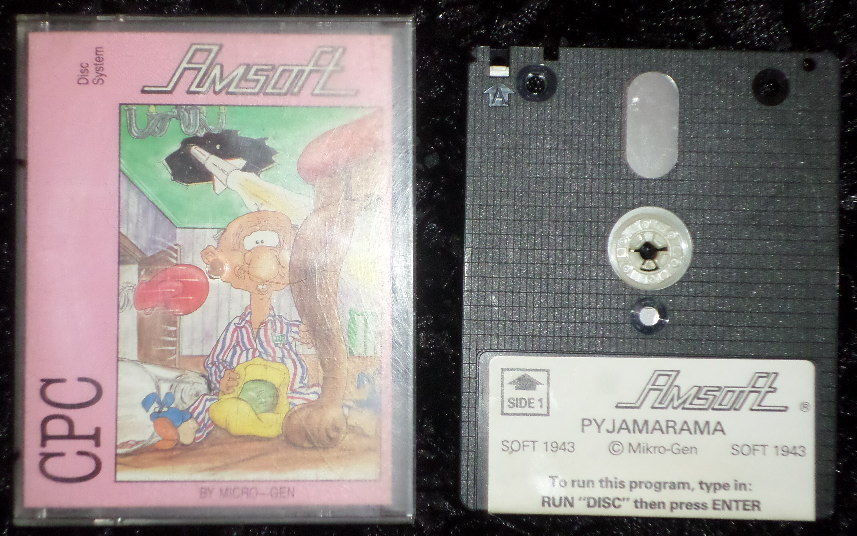 Disc
System
Amsoft
CPC
BY MICRO-GEN
A
SIDE 1
Amsoft ®
PYJAMARAMA
SOFT 1943 © Mikro-Gen SOFT 1943
To run this program, type in:
RUN "DISC" then press ENTER